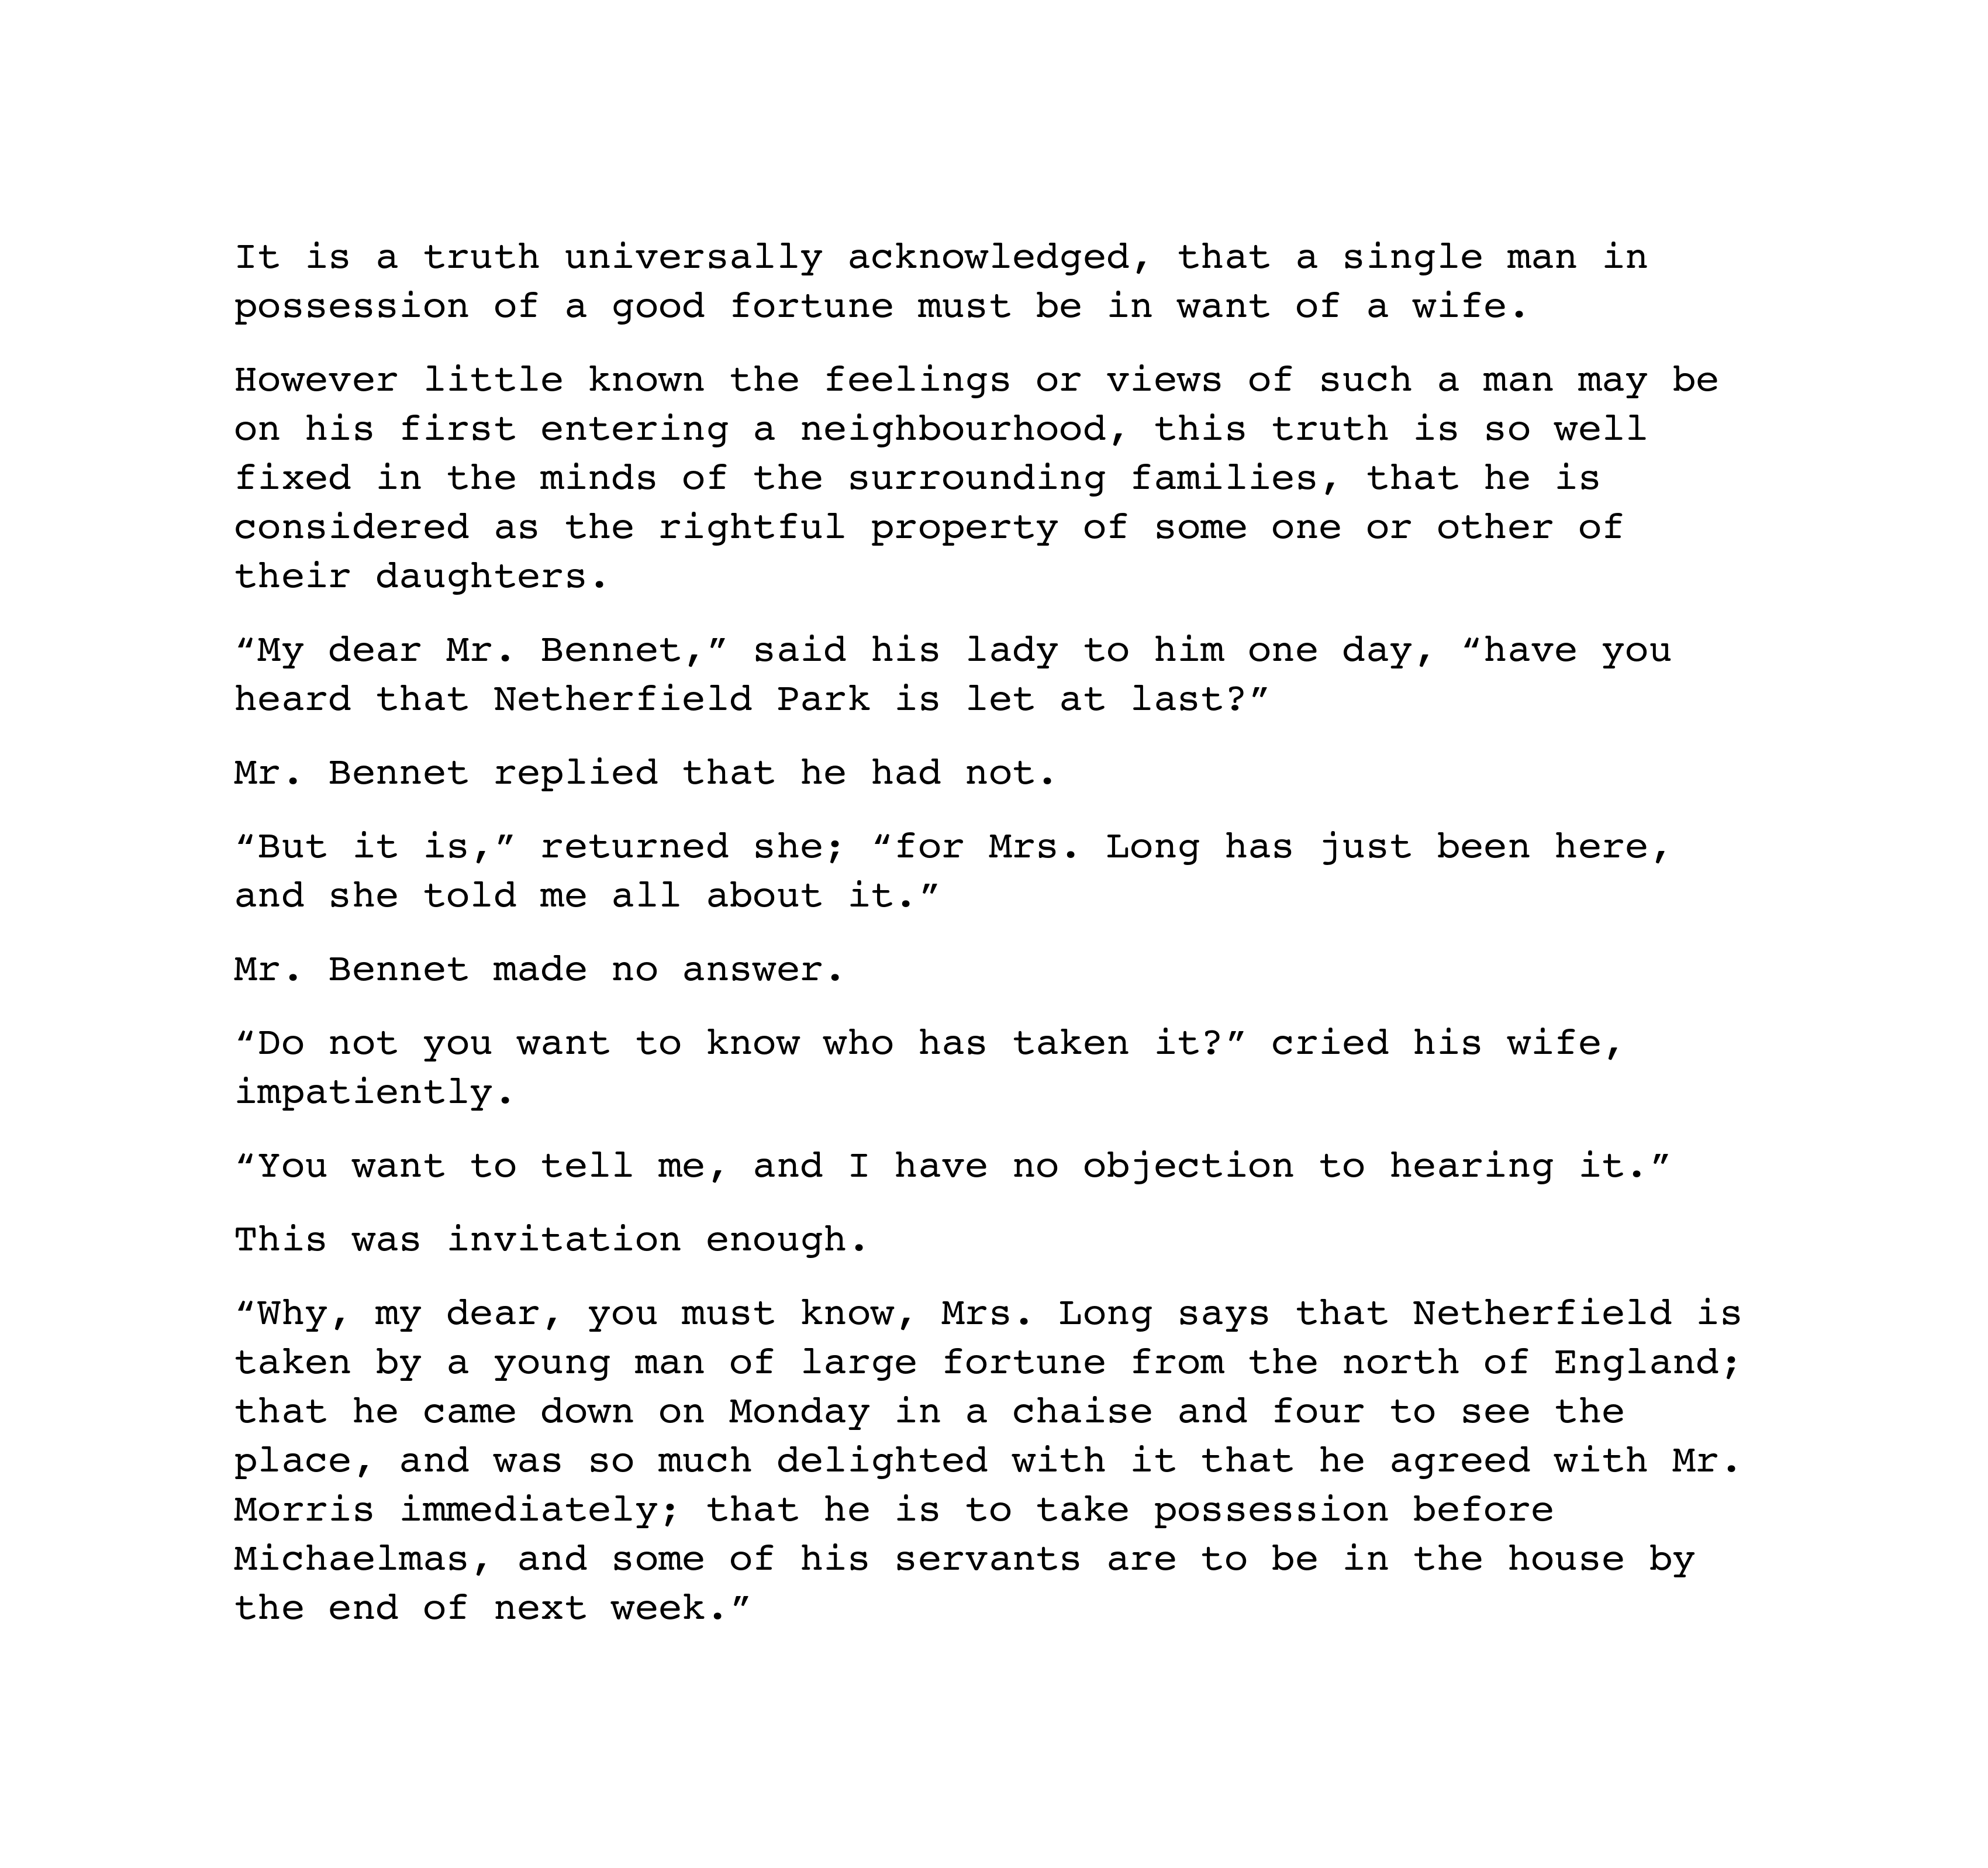 It is a truth universally acknowledged, that a single man in
possession of a good fortune must be in want of a wife.
However little known the feelings or views of such a man may be
on his first entering a neighbourhood, this truth is so well
fixed in the minds of the surrounding families, that he is
considered as the rightful property of some one or other of
their daughters.
“My dear Mr. Bennet,” said his lady to him one day, “have you
heard that Netherfield Park is let at last?”
Mr. Bennet replied that he had not.
“But it is,” returned she; “for Mrs. Long has just been here,
and she told me all about it.”
Mr. Bennet made no answer.
“Do not you want to know who has taken it?” cried his wife,
impatiently.
“You want to tell me, and I have no objection to hearing it.”
This was invitation enough.
“Why, my dear, you must know, Mrs. Long says that Netherfield is
taken by a young man of large fortune from the north of England;
that he came down on Monday in a chaise and four to see the
place, and was so much delighted with it that he agreed with Mr.
Morris immediately; that he is to take possession before
Michaelmas, and some of his servants are to be in the house by
the end of next week.”